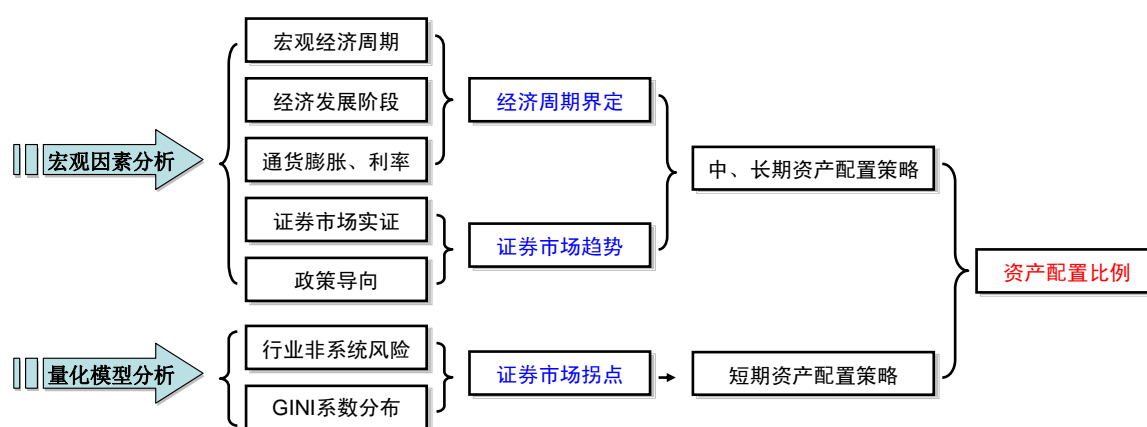 宏观经济周期
经济发展阶段
经济周期界定
宏观因素分析
通货膨胀、利率
中、长期资产配置策略
证券市场实证
证券市场趋势
政策导向
资产配置比例
行业非系统风险
量化模型分析
证券市场拐点
短期资产配置策略
GINI系数分布